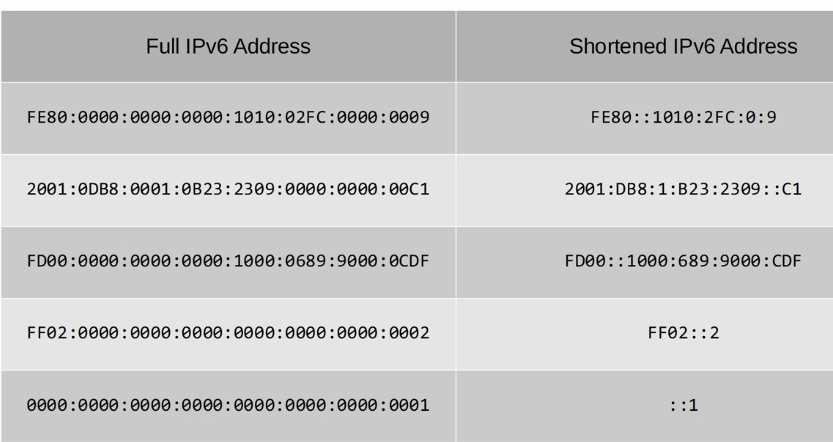 Full IPv6 Address Shortened IPv6 Address
FE80:0000:0000:0000:1010:02FC:0000:0009 FE80::1010:2FC:0:9
2001:0DB8:0001:0B23:2309:0000:0000:00C1 2001:DB8:1:B23:2309::C1
FD00:0000:0000:0000:1000:0689:9000:0CDF FD00::1000:689:9000:CDF
FF02:0000:0000:0000:0000:0000:0000:0002 FF02::2
0000:0000:0000:0000:0000:0000:0000:0001 ::1